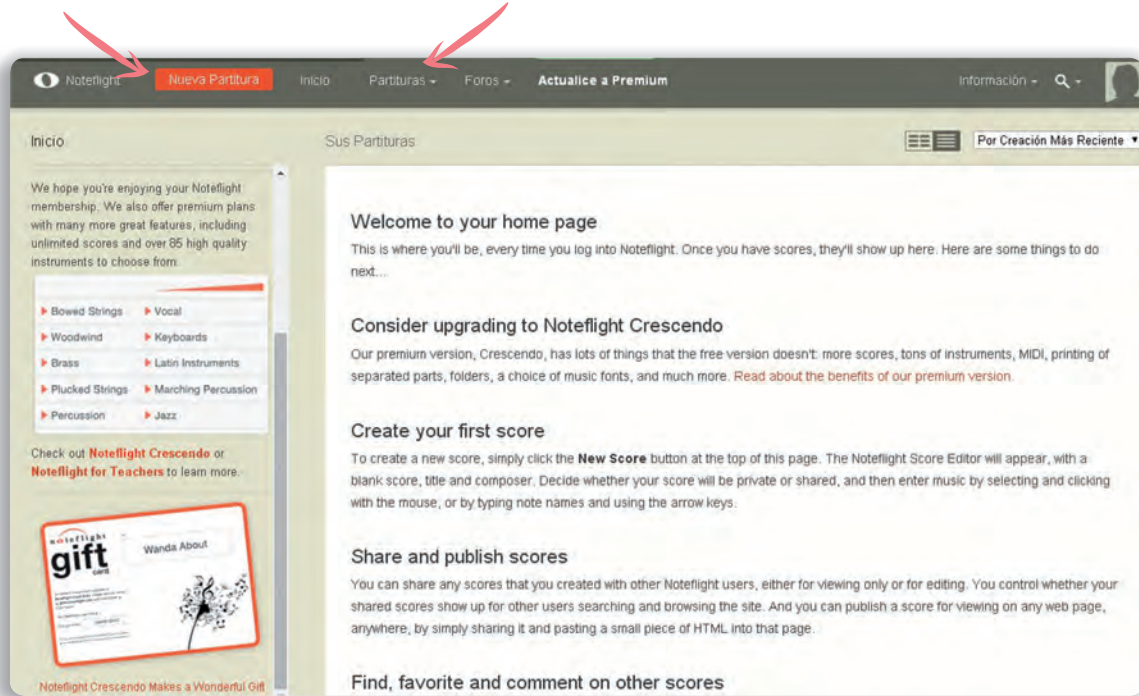 Noteflight Nueva Partitura Inicio Partituras Foros Actualice a Premium Información
Inicio
Sus Partituras
Por Creación Más Reciente
We hope you're enjoying your Noteflight
membership. We also offer premium plans
with many more great features, including
unlimited scores and over 85 high quality
instruments to choose from.
Bowed Strings Vocal
Woodwind Keyboards
Brass Latin Instruments
Plucked Strings Marching Percussion
Percussion Jazz
Check out Noteflight Crescendo or
Noteflight for Teachers to learn more.
noteflight
gift
card
Wanda About
Noteflight Crescendo Makes a Wonderful Gift
Welcome to your home page
This is where you'll be, every time you log into Noteflight. Once you have scores, they'll show up here. Here are some things to do
next...
Consider upgrading to Noteflight Crescendo
Our premium version, Crescendo, has lots of things that the free version doesn't: more scores, tons of instruments, MIDI, printing of
separated parts, folders, a choice of music fonts, and much more. Read about the benefits of our premium version.
Create your first score
To create a new score, simply click the New Score button at the top of this page. The Noteflight Score Editor will appear, with a
blank score, title and composer. Decide whether your score will be private or shared, and then enter music by selecting and clicking
with the mouse, or by typing note names and using the arrow keys.
Share and publish scores
You can share any scores that you created with other Noteflight users, either for viewing only or for editing. You control whether your
shared scores show up for other users searching and browsing the site. And you can publish a score for viewing on any web page,
anywhere, by simply sharing it and pasting a small piece of HTML into that page.
Find, favorite and comment on other scores